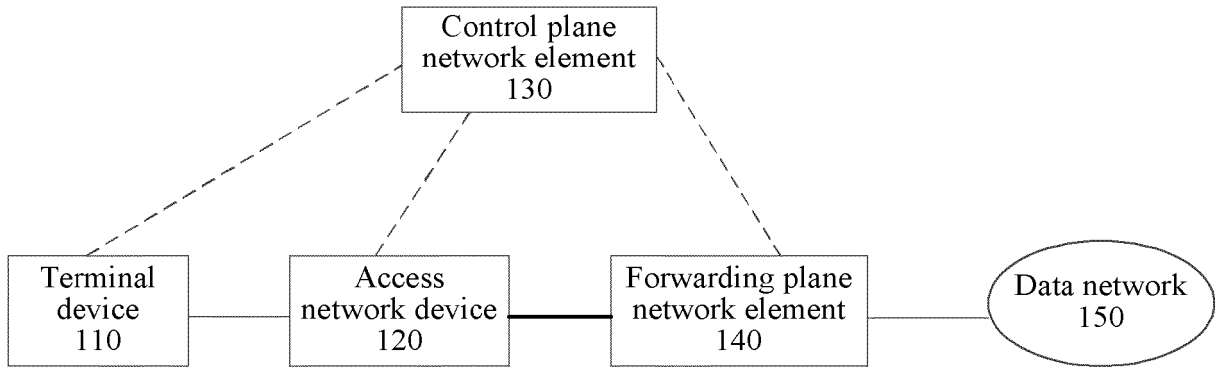 Control plane
network element
130
Terminal
device
110
Access
network device
120
Forwarding plane
network element
140
Data network
150